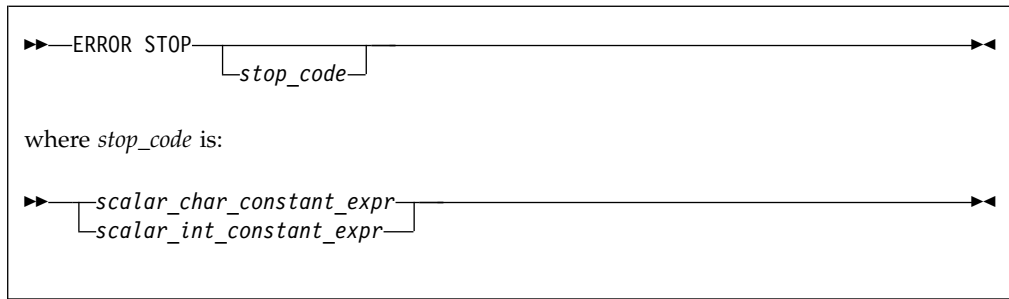 ERROR STOP
stop_code
where stop_code is:
scalar_char_constant_expr
scalar_int_constant_expr